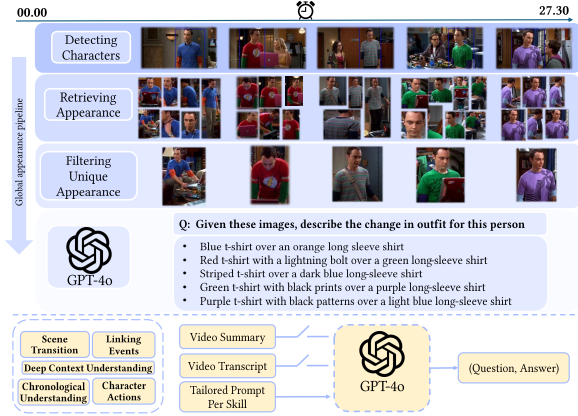 00.00
27.30
Global appearance pipeline
Detecting
Characters
Retrieving
Appearance
Filtering
Unique
Appearance
GPT-4o
Q: Given these images, describe the change in outfit for this person
• Blue t-shirt over an orange long sleeve shirt
• Red t-shirt with a lightning bolt over a green long-sleeve shirt
• Striped t-shirt over a dark blue long-sleeve shirt
• Green t-shirt with black prints over a purple long-sleeve shirt
• Purple t-shirt with black patterns over a light blue long-sleeve shirt
Scene
Transition
Linking
Events
Deep Context Understanding
Chronological
Understanding
Character
Actions
Video Summary
Video Transcript
Tailored Prompt
Per Skill
GPT-4o
(Question, Answer)